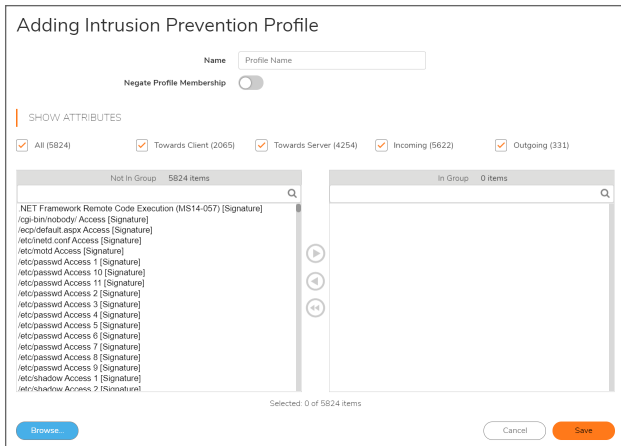 Adding Intrusion Prevention Profile
Name Profile Name
Negate Profile Membership
SHOW ATTRIBUTES
All (5824) Towards Client (2065) Towards Server (4254) Incoming (5622) Outgoing (331)
Not In Group 5824 items
In Group 0 items
.NET Framework Remote Code Execution (MS14-057) [Signature]
/cgi-bin/nobody/ Access [Signature]
/ecp/default.aspx Access [Signature]
/etc/inetd.conf Access [Signature]
/etc/motd Access [Signature]
/etc/passwd Access 1 [Signature]
/etc/passwd Access 10 [Signature]
/etc/passwd Access 11 [Signature]
/etc/passwd Access 2 [Signature]
/etc/passwd Access 3 [Signature]
/etc/passwd Access 4 [Signature]
/etc/passwd Access 5 [Signature]
/etc/passwd Access 6 [Signature]
/etc/passwd Access 7 [Signature]
/etc/passwd Access 8 [Signature]
/etc/passwd Access 9 [Signature]
/etc/shadow Access 1 [Signature]
/etc/shadow Access 2 [Signature]
Selected: 0 of 5824 items
Browse... Cancel Save